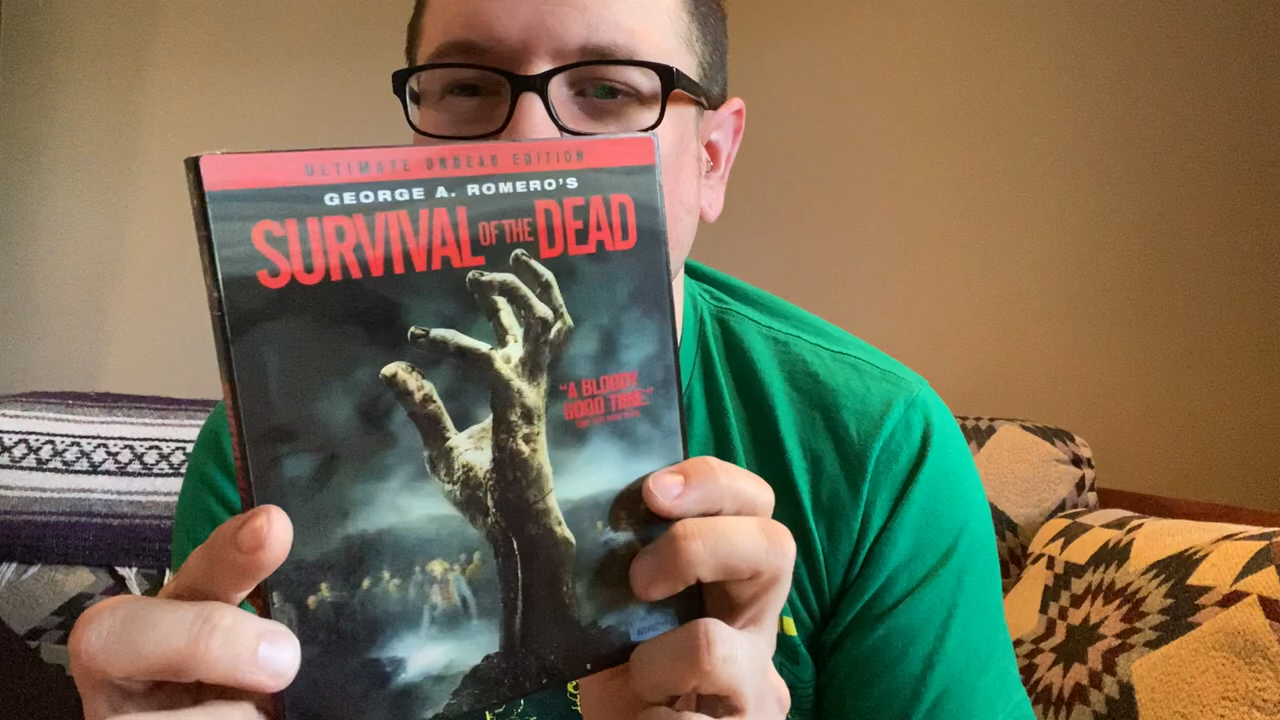 ULTIMATE UNDEAD EDITION
GEORGE A. ROMERO'S
SURVIVAL OF THE DEAD
"A BLOODY
GOOD TIME."